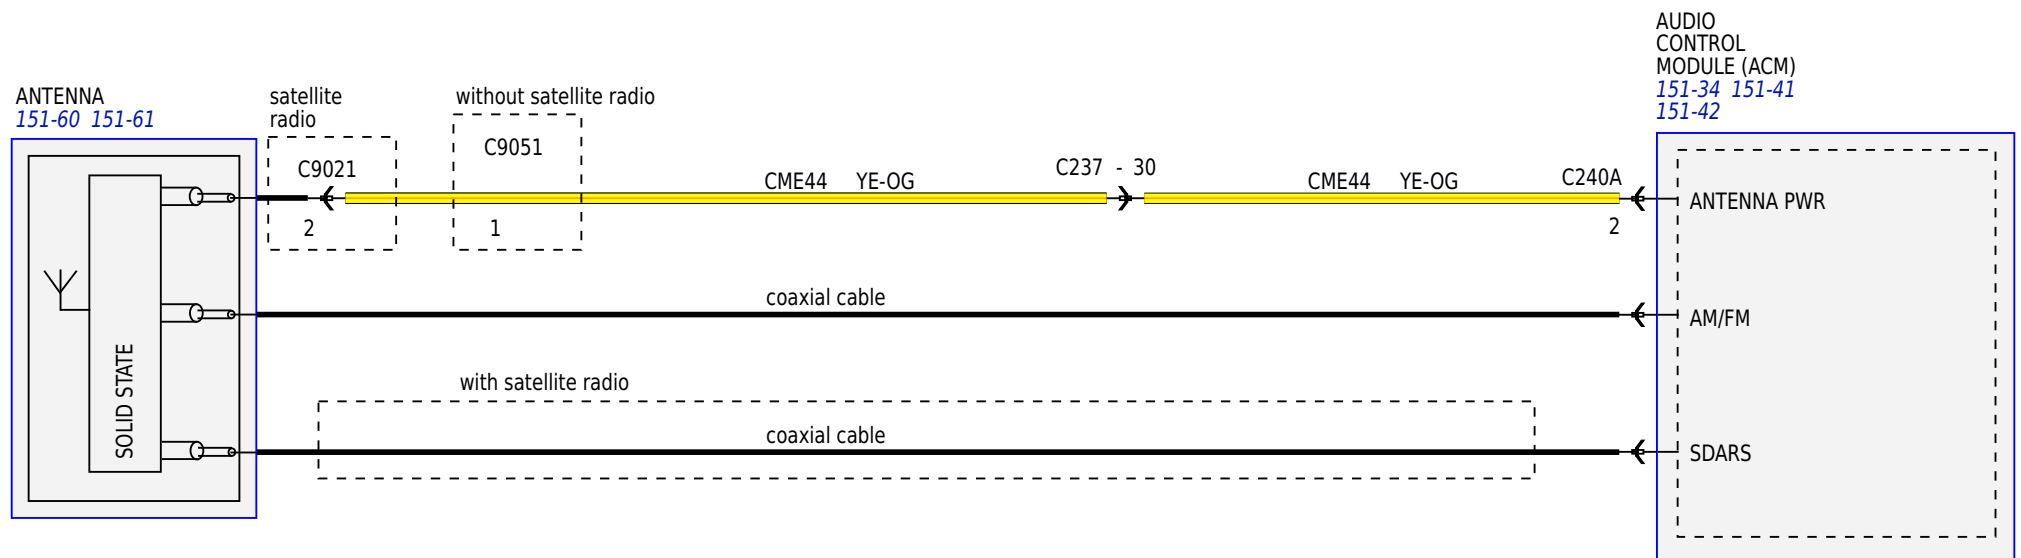 AUDIO
CONTROL
MODULE (ACM)
151-34 151-41
151-42
ANTENNA
151-60 151-61
satellite
radio
without satellite radio
C9021
C9051
CME44 YE-OG
C237 - 30
CME44 YE-OG
C240A
2
1
2
ANTENNA PWR
coaxial cable
AM/FM
SOLID STATE
with satellite radio
coaxial cable
SDARS